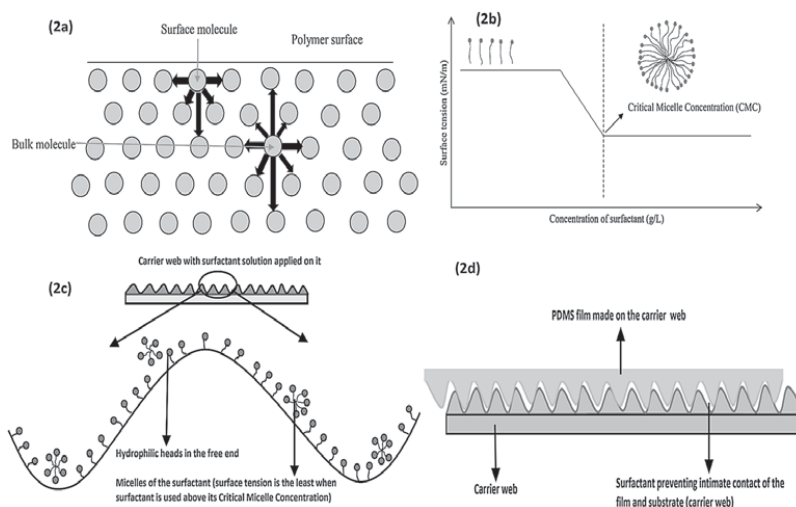 (2a)
Surface molecule
Polymer surface
Bulk molecule
(2b)
Surface tension (mN/m)
Critical Micelle Concentration (CMC)
Concentration of surfactant (g/L)
Carrier web with surfactant solution applied on it
(2c)
Hydrophilic heads in the free end
Micelles of the surfactant (surface tension is the least when
surfactant is used above its Critical Micelle Concentration)
(2d)
PDMS film made on the carrier web
Carrier web
Surfactant preventing intimate contact of the
film and substrate (carrier web)